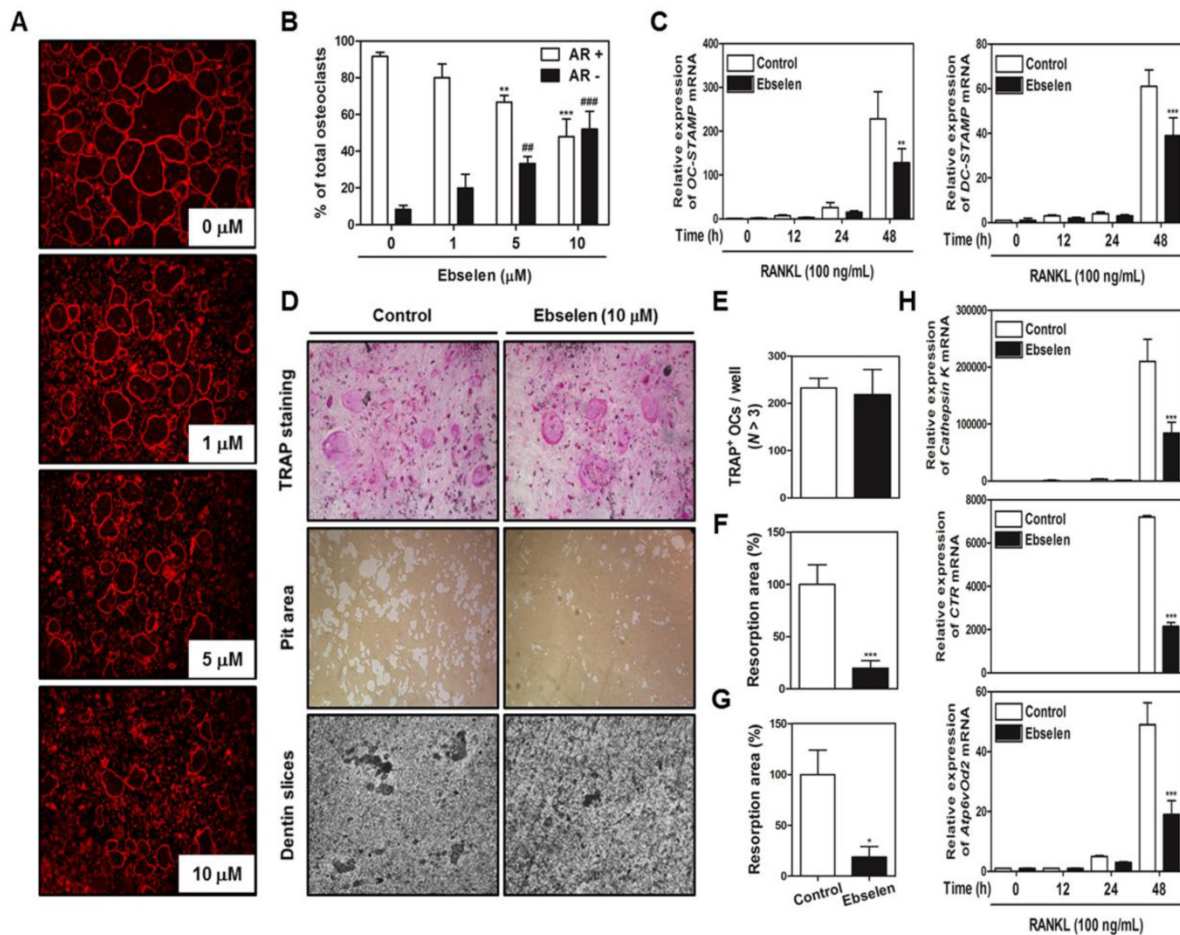 A
0 µM
1 µM
5 µM
10 µM
B
% of total osteoclasts
100
80
60
40
20
0
AR +
AR -
**
##
***
###
0 1 5 10
Ebselen (µM)
C
Relative expression
of OC-STAMP mRNA
400
300
200
100
0
Control
Ebselen
**
Time (h) 0 12 24 48
RANKL (100 ng/mL)
Relative expression
of DC-STAMP mRNA
80
60
40
20
0
Control
Ebselen
***
Time (h) 0 12 24 48
RANKL (100 ng/mL)
D
Control
Ebselen (10 µM)
TRAP staining
Pit area
Dentin slices
E
TRAP+ OCs / well
(N > 3)
300
200
100
0
F
Resorption area (%)
150
100
50
0
***
G
Resorption area (%)
150
100
50
0
*
Control
Ebselen
H
Relative expression
of Cathepsin K mRNA
300000
200000
100000
0
Control
Ebselen
***
Relative expression
of CTR mRNA
8000
6000
4000
2000
0
Control
Ebselen
***
Relative expression
of Atp6vOd2 mRNA
60
40
20
0
Control
Ebselen
***
Time (h) 0 12 24 48
RANKL (100 ng/mL)